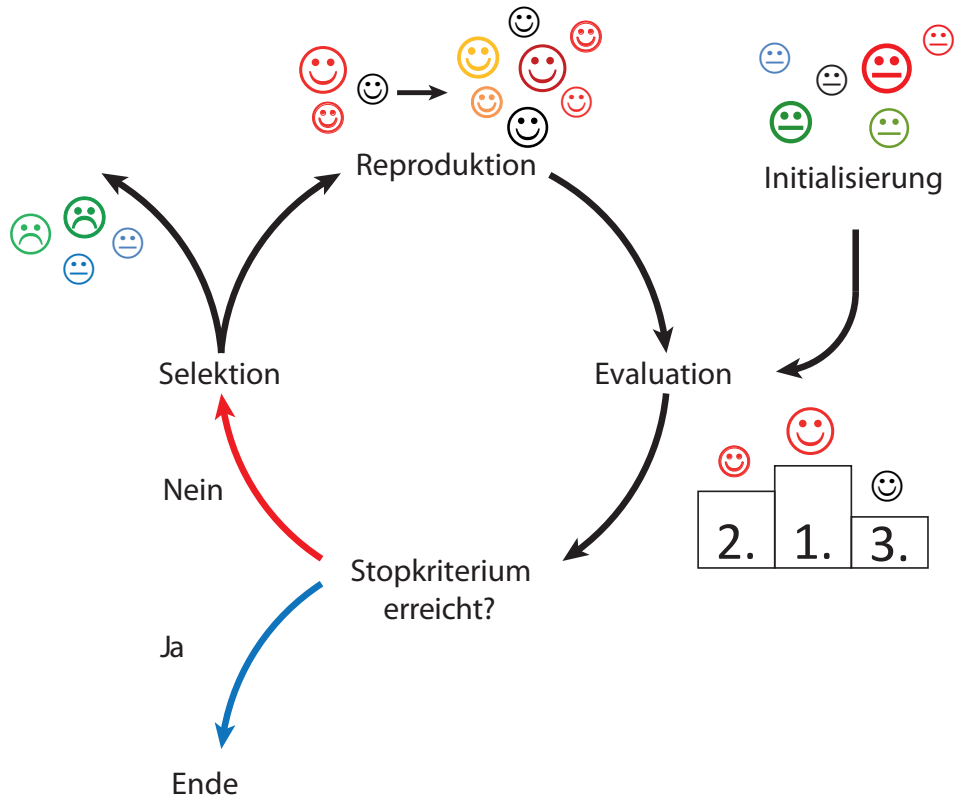 Reproduktion
Initialisierung
Selektion
Evaluation
Nein
2. 1. 3.
Stopkriterium
erreicht?
Ja
Ende